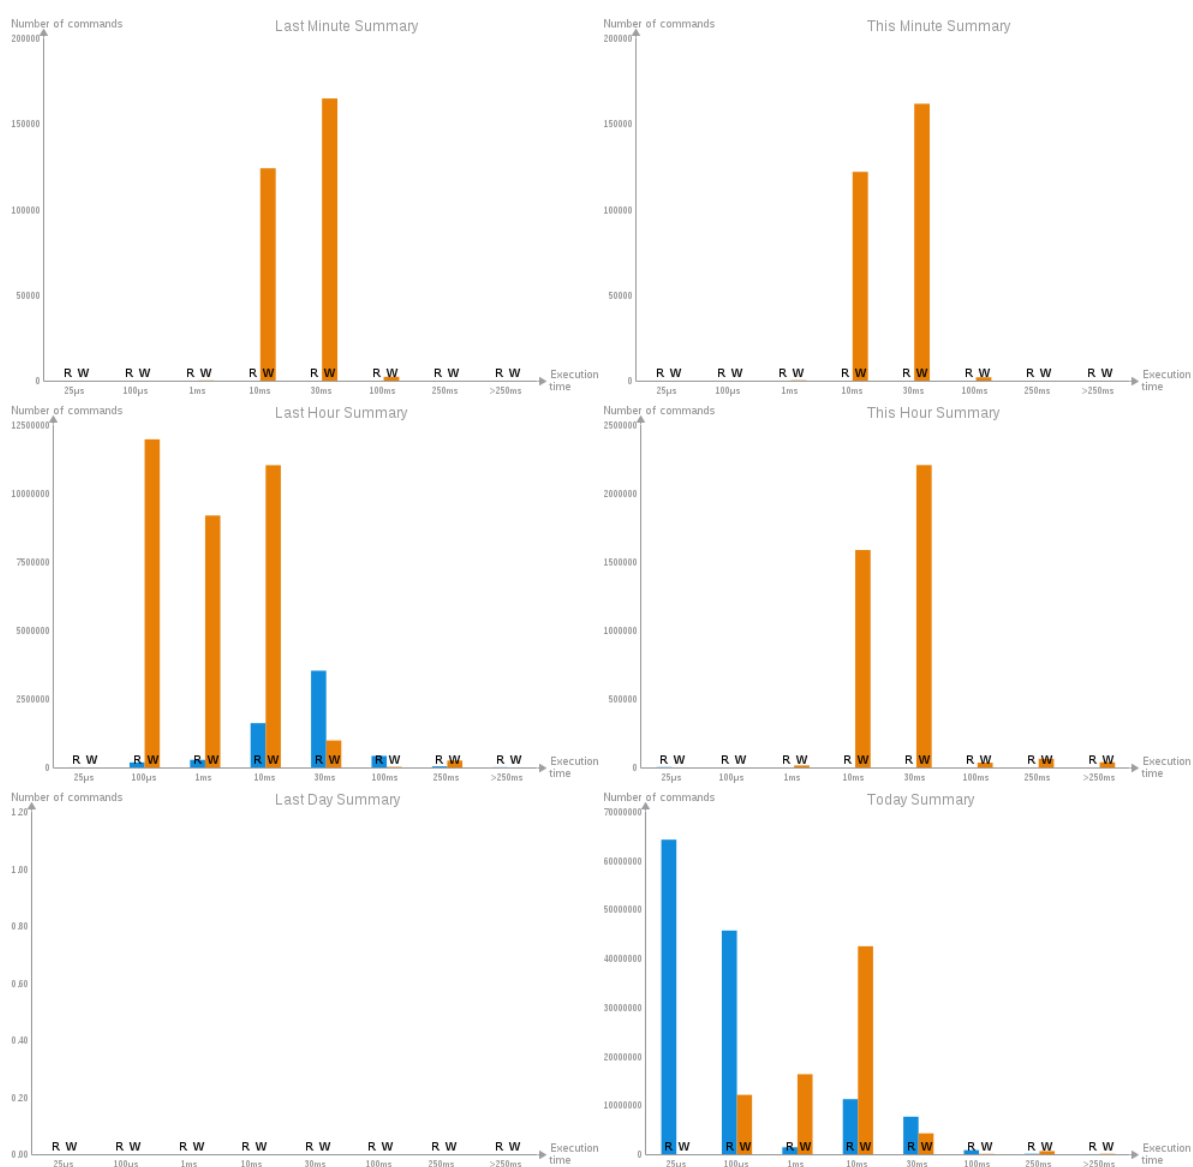 Number of commands
Last Minute Summary
200000
150000
100000
50000
0
R W R W R W R W R W R W R W R W
25µs 100µs 1ms 10ms 30ms 100ms 250ms >250ms
Execution
time
Number of commands
This Minute Summary
200000
150000
100000
50000
0
R W R W R W R W R W R W R W R W
25µs 100µs 1ms 10ms 30ms 100ms 250ms >250ms
Execution
time
Number of commands
Last Hour Summary
12500000
10000000
7500000
5000000
2500000
0
R W R W R W R W R W R W R W R W
25µs 100µs 1ms 10ms 30ms 100ms 250ms >250ms
Execution
time
Number of commands
This Hour Summary
2500000
2000000
1500000
1000000
500000
0
R W R W R W R W R W R W R W R W
25µs 100µs 1ms 10ms 30ms 100ms 250ms >250ms
Execution
time
Number of commands
Last Day Summary
1.20
1.00
0.80
0.60
0.40
0.20
0.00
R W R W R W R W R W R W R W R W
25µs 100µs 1ms 10ms 30ms 100ms 250ms >250ms
Execution
time
Number of commands
Today Summary
70000000
60000000
50000000
40000000
30000000
20000000
10000000
0
R W R W R W R W R W R W R W R W
25µs 100µs 1ms 10ms 30ms 100ms 250ms >250ms
Execution
time